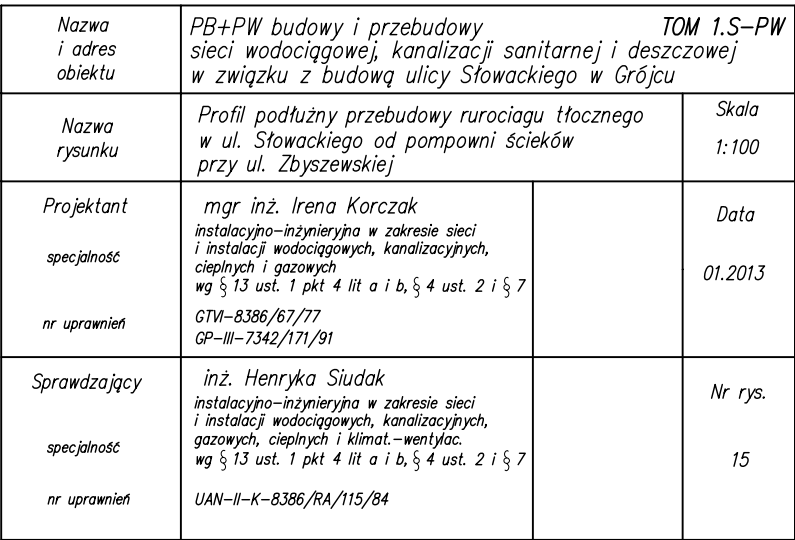 Nazwa
i adres
obiektu
PB+PW budowy i przebudowy TOM 1.S-PW
sieci wodociągowej, kanalizacji sanitarnej i deszczowej
w związku z budową ulicy Słowackiego w Grójcu
Nazwa
rysunku
Profil podłużny przebudowy rurociagu tłocznego
w ul. Słowackiego od pompowni ścieków
przy ul. Zbyszewskiej
Skala
1:100
Projektant
specjalność
nr uprawnień
mgr inż. Irena Korczak
instalacyjno-inżynieryjna w zakresie sieci
i instalacji wodociągowych, kanalizacyjnych,
cieplnych i gazowych
wg § 13 ust. 1 pkt 4 lit a i b, § 4 ust. 2 i § 7
GTVI-8386/67/77
GP-III-7342/171/91
Data
01.2013
Sprawdzający
specjalność
nr uprawnień
inż. Henryka Siudak
instalacyjno-inżynieryjna w zakresie sieci
i instalacji wodociągowych, kanalizacyjnych,
gazowych, cieplnych i klimat.-wentylac.
wg § 13 ust. 1 pkt 4 lit a i b, § 4 ust. 2 i § 7
UAN-II-K-8386/RA/115/84
Nr rys.
15